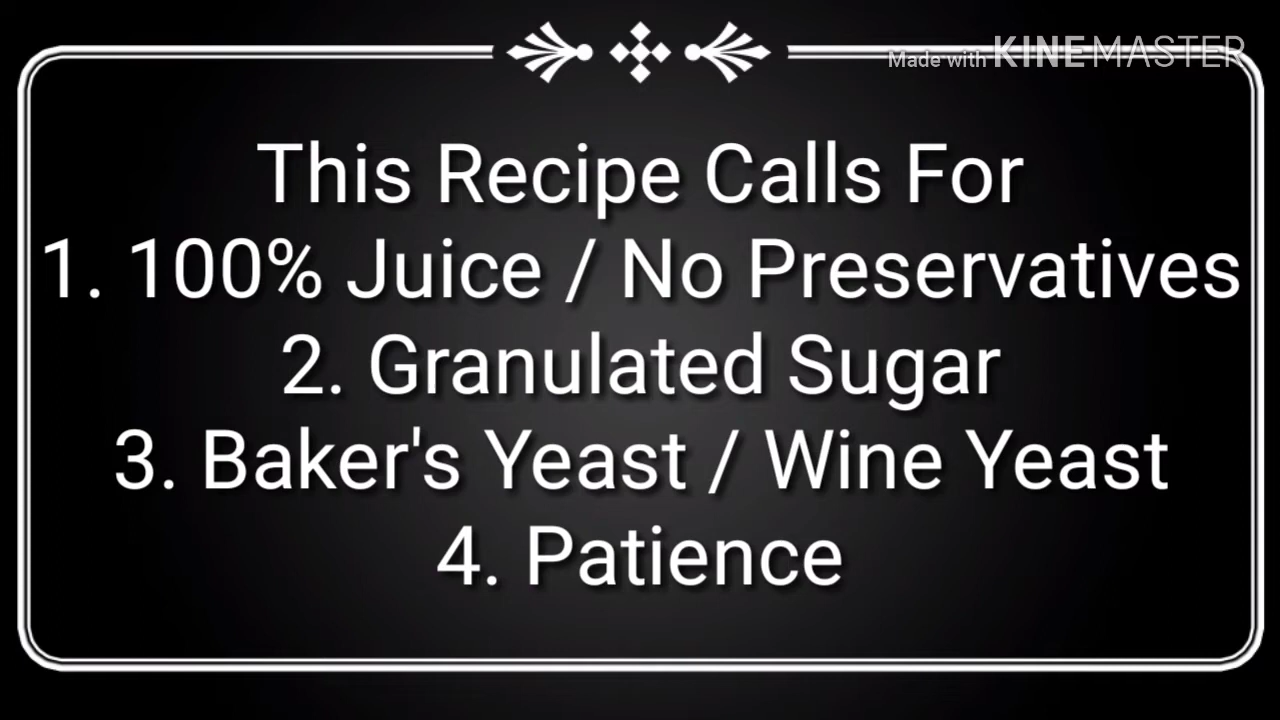 Made with KINEMASTER
This Recipe Calls For
1. 100% Juice / No Preservatives
2. Granulated Sugar
3. Baker's Yeast / Wine Yeast
4. Patience